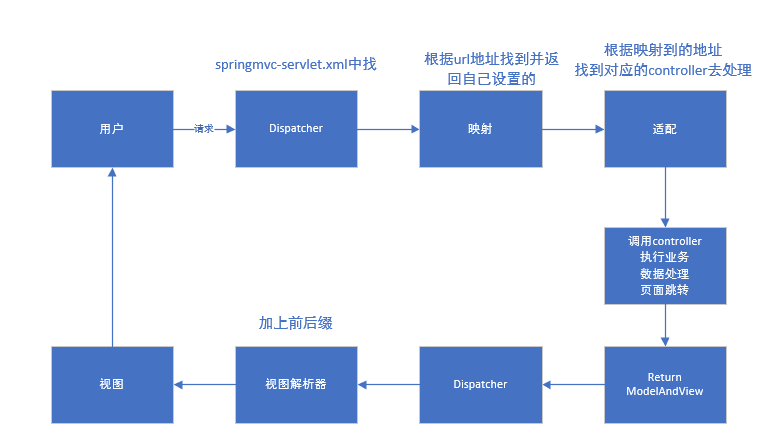 springmvc-servlet.xml中找
根据url地址找到并返
回自己设置的
根据映射到的地址
找到对应的controller去处理
用户
请求
Dispatcher
映射
适配
调用controller
执行业务
数据处理
页面跳转
加上前后缀
视图
视图解析器
Dispatcher
Return
ModelAndView